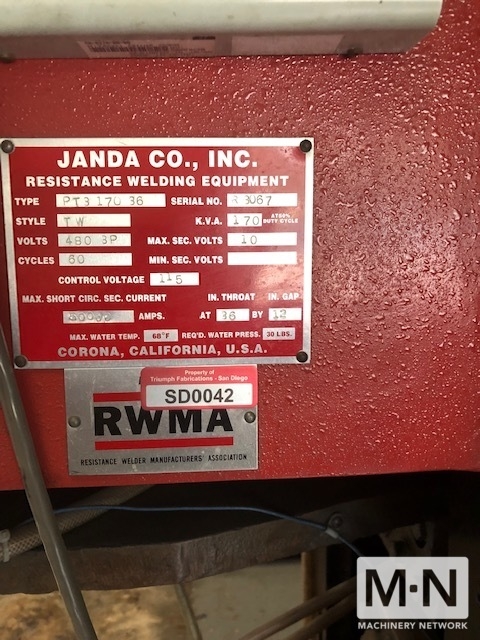 JANDA CO., INC.
RESISTANCE WELDING EQUIPMENT
TYPE PT3 170 36 SERIAL NO. R 3067
STYLE TW K.V.A. 170 AT 50% DUTY CYCLE
VOLTS 480 3P MAX. SEC. VOLTS 10
CYCLES 60 MIN. SEC. VOLTS
CONTROL VOLTAGE 115
MAX. SHORT CIRC. SEC. CURRENT IN. THROAT IN. GAP
AMPS. AT 36 BY 12
MAX. WATER TEMP. 68°F REQ'D. WATER PRESS. 30 LBS.
CORONA, CALIFORNIA, U.S.A.
Property of
Triumph Fabrications - San Diego
SD0042
RWMA
RESISTANCE WELDER MANUFACTURERS' ASSOCIATION
M·N
MACHINERY NETWORK